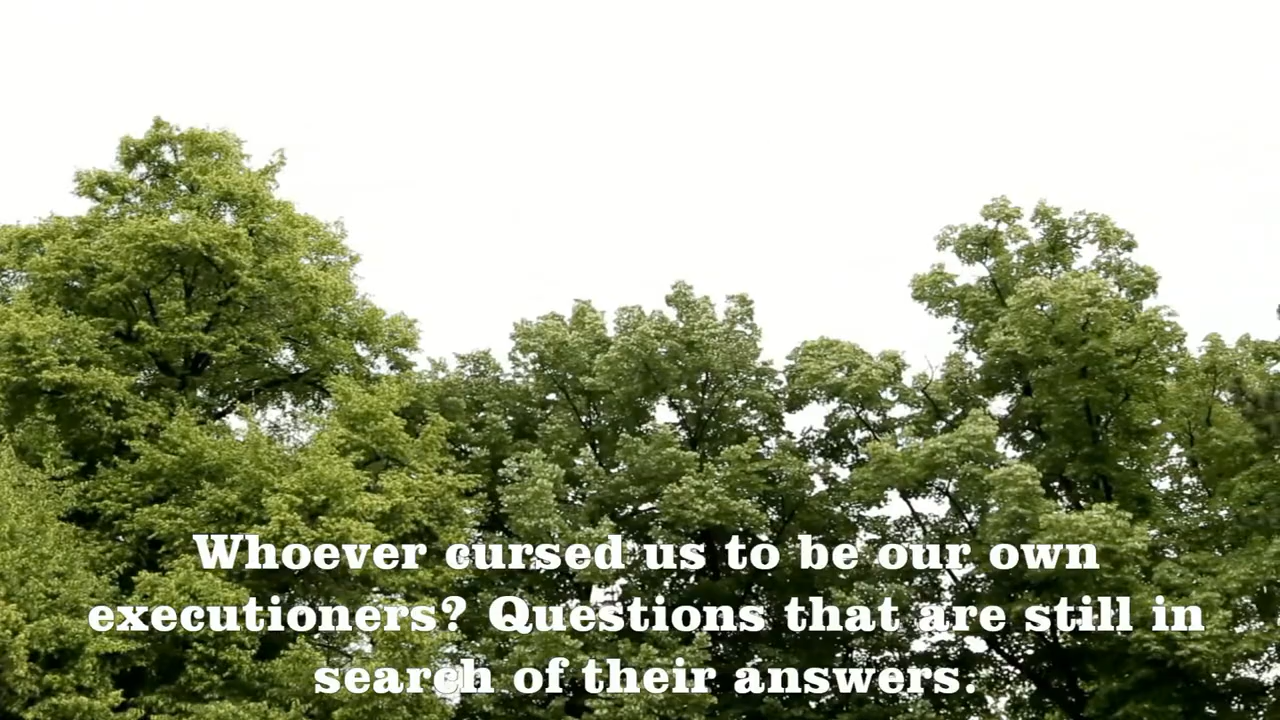 Whoever cursed us to be our own
executioners? Questions that are still in
search of their answers.